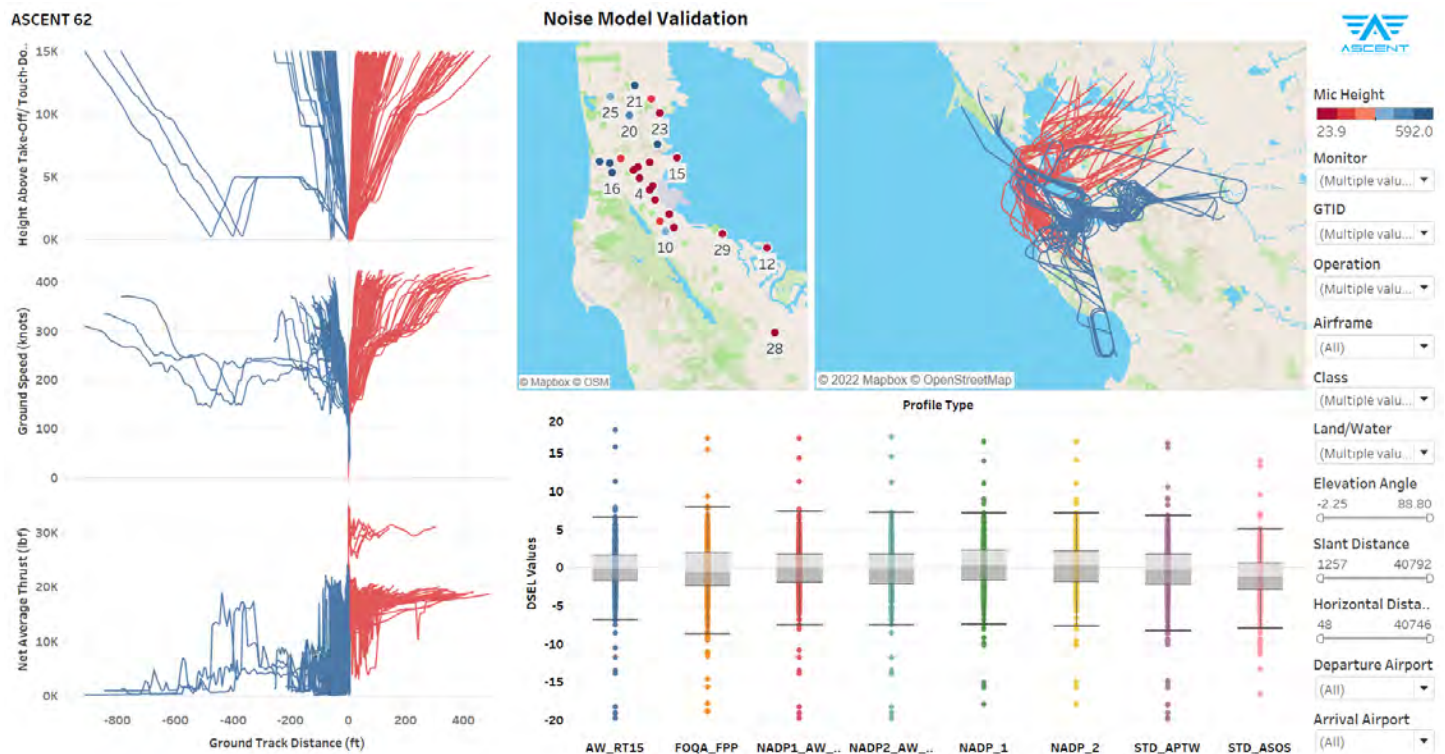 ASCENT 62
Noise Model Validation
ASCENT
Height Above Take-Off/ Touch-Do..
15K
10K
5K
0K
Ground Speed (knots)
400
300
200
100
0
Net Average Thrust (lbf)
30K
20K
10K
0K
-800
-600
-400
-200
0
200
400
Ground Track Distance (ft)
21
25
20
23
15
16
4
10
29
12
28
© Mapbox © OSM
© 2022 Mapbox © OpenStreetMap
Profile Type
DSEL Values
20
15
10
5
0
-5
-10
-15
-20
AW_RT15
FOQA_FPP
NADP1_AW_..
NADP2_AW_..
NADP_1
NADP_2
STD_APTW
STD_ASOS
Mic Height
23.9 592.0
Monitor
(Multiple valu...
GTID
(Multiple valu...
Operation
(Multiple valu...
Airframe
(All)
Class
(Multiple valu...
Land/Water
(Multiple valu...
Elevation Angle
-2.25 88.80
Slant Distance
1257 40792
Horizontal Dista..
48 40746
Departure Airport
(All)
Arrival Airport
(All)